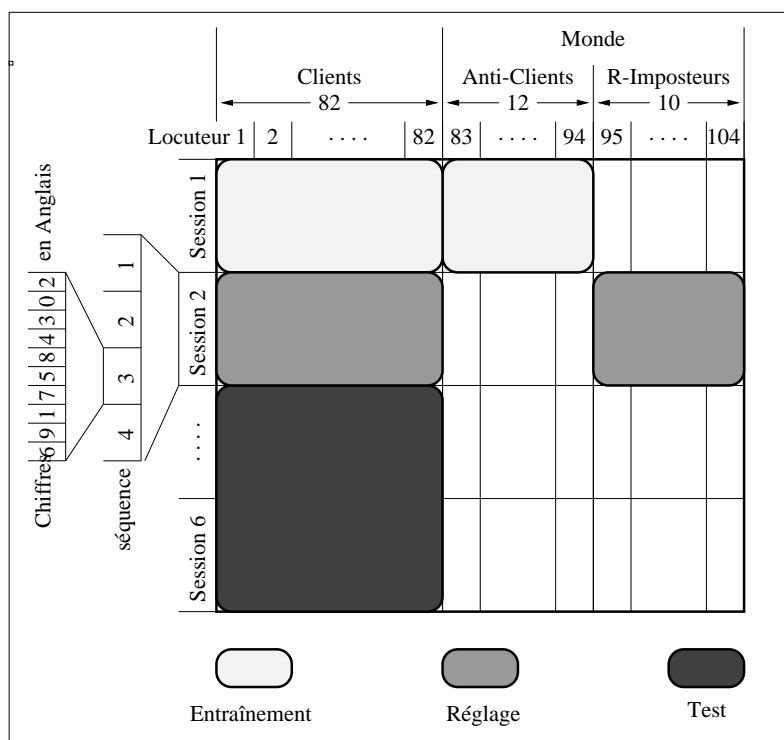 Monde
Clients
Anti-Clients
R-Imposteurs
82
12
10
Locuteur 1
2
....
82
83
....
94
95
....
104
Session 1
Session 2
....
Session 6
1
2
3
4
séquence
en Anglais
2
0
3
4
8
5
7
1
9
6
Chiffres
Entraînement
Réglage
Test